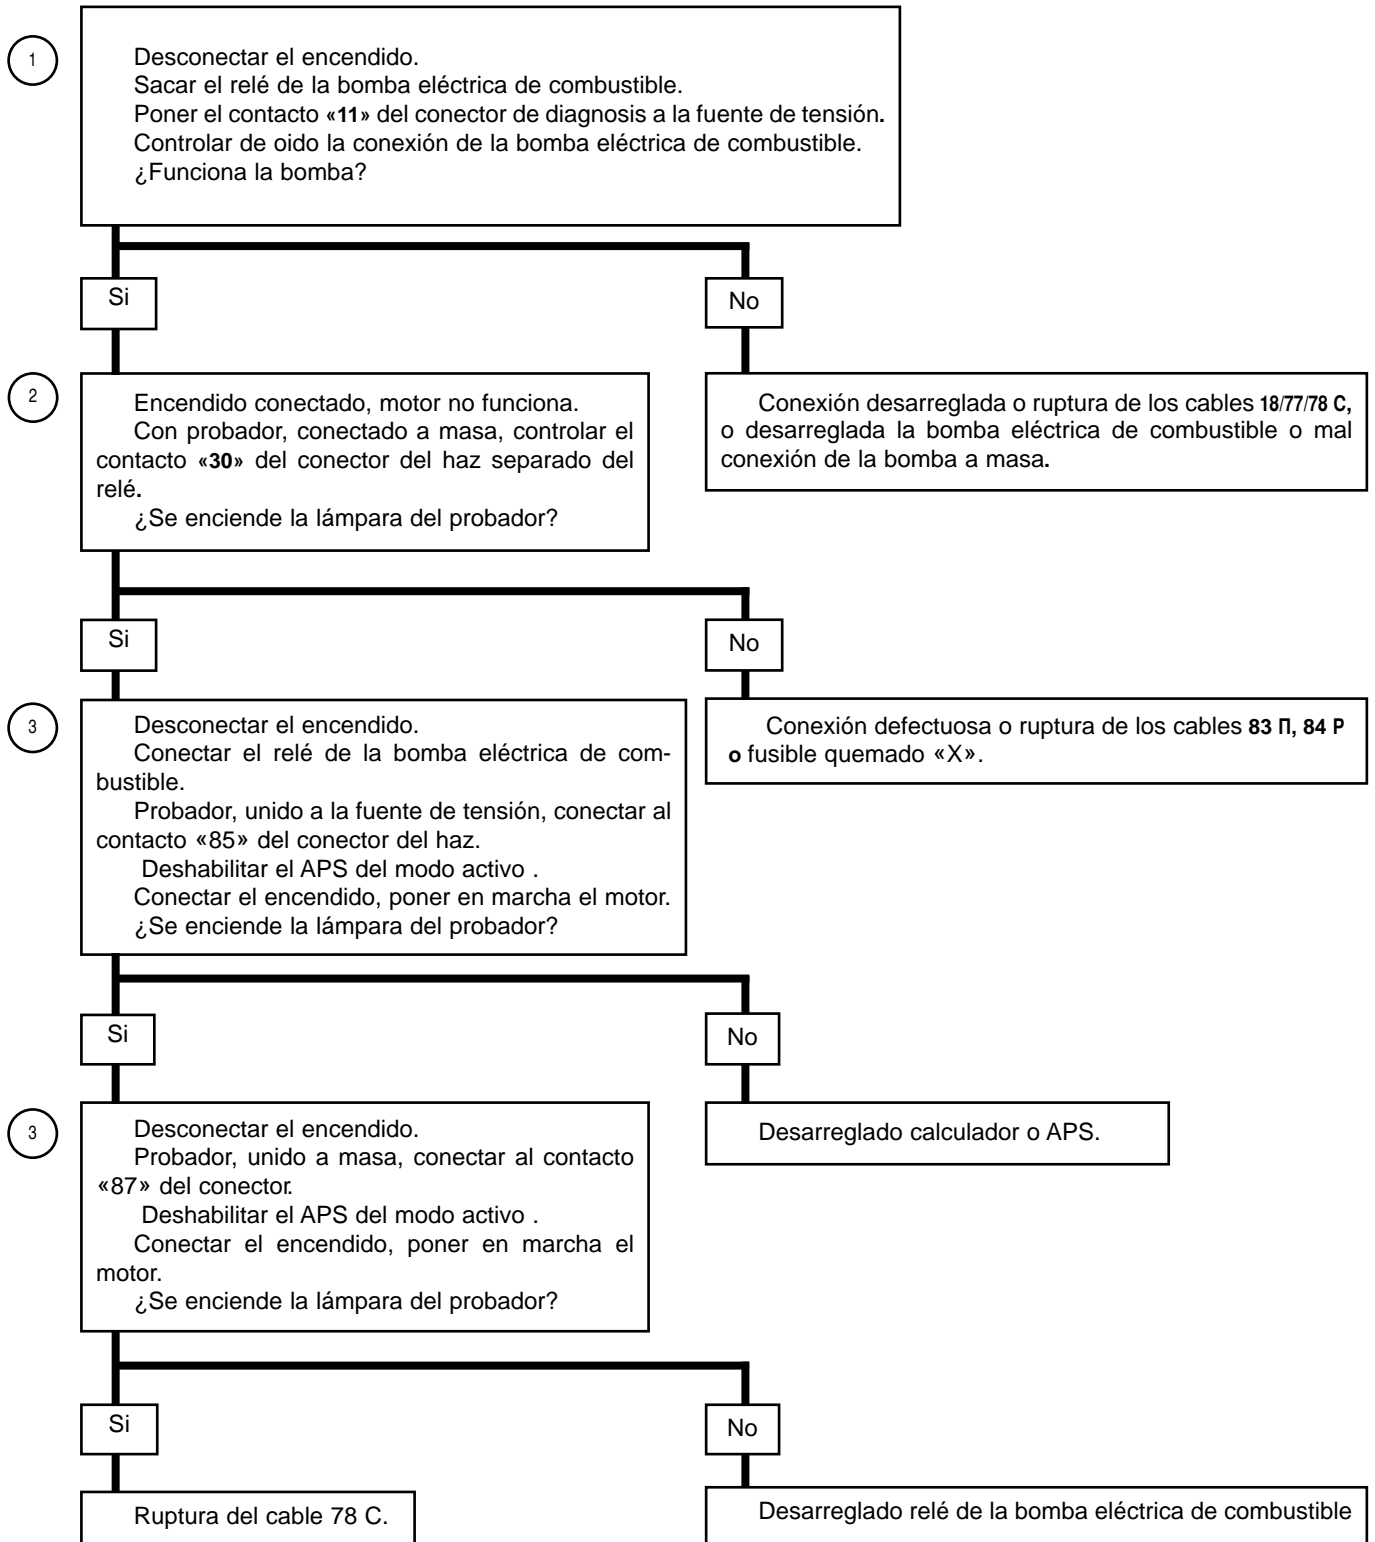 1
Desconectar el encendido.
Sacar el relé de la bomba eléctrica de combustible.
Poner el contacto «11» del conector de diagnosis a la fuente de tensión.
Controlar de oido la conexión de la bomba eléctrica de combustible.
¿Funciona la bomba?
Si
No
2
Encendido conectado, motor no funciona.
Con probador, conectado a masa, controlar el
contacto «30» del conector del haz separado del
relé.
¿Se enciende la lámpara del probador?
Conexión desarreglada o ruptura de los cables 18/77/78 C,
o desarreglada la bomba eléctrica de combustible o mal
conexión de la bomba a masa.
Si
No
3
Desconectar el encendido.
Conectar el relé de la bomba eléctrica de com-
bustible.
Probador, unido a la fuente de tensión, conectar al
contacto «85» del conector del haz.
Deshabilitar el APS del modo activo .
Conectar el encendido, poner en marcha el motor.
¿Se enciende la lámpara del probador?
Conexión defectuosa o ruptura de los cables 83 П, 84 Р
o fusible quemado «X».
Si
No
3
Desconectar el encendido.
Probador, unido a masa, conectar al contacto
«87» del conector.
Deshabilitar el APS del modo activo .
Conectar el encendido, poner en marcha el
motor.
¿Se enciende la lámpara del probador?
Desarreglado calculador o APS.
Si
No
Ruptura del cable 78 C.
Desarreglado relé de la bomba eléctrica de combustible